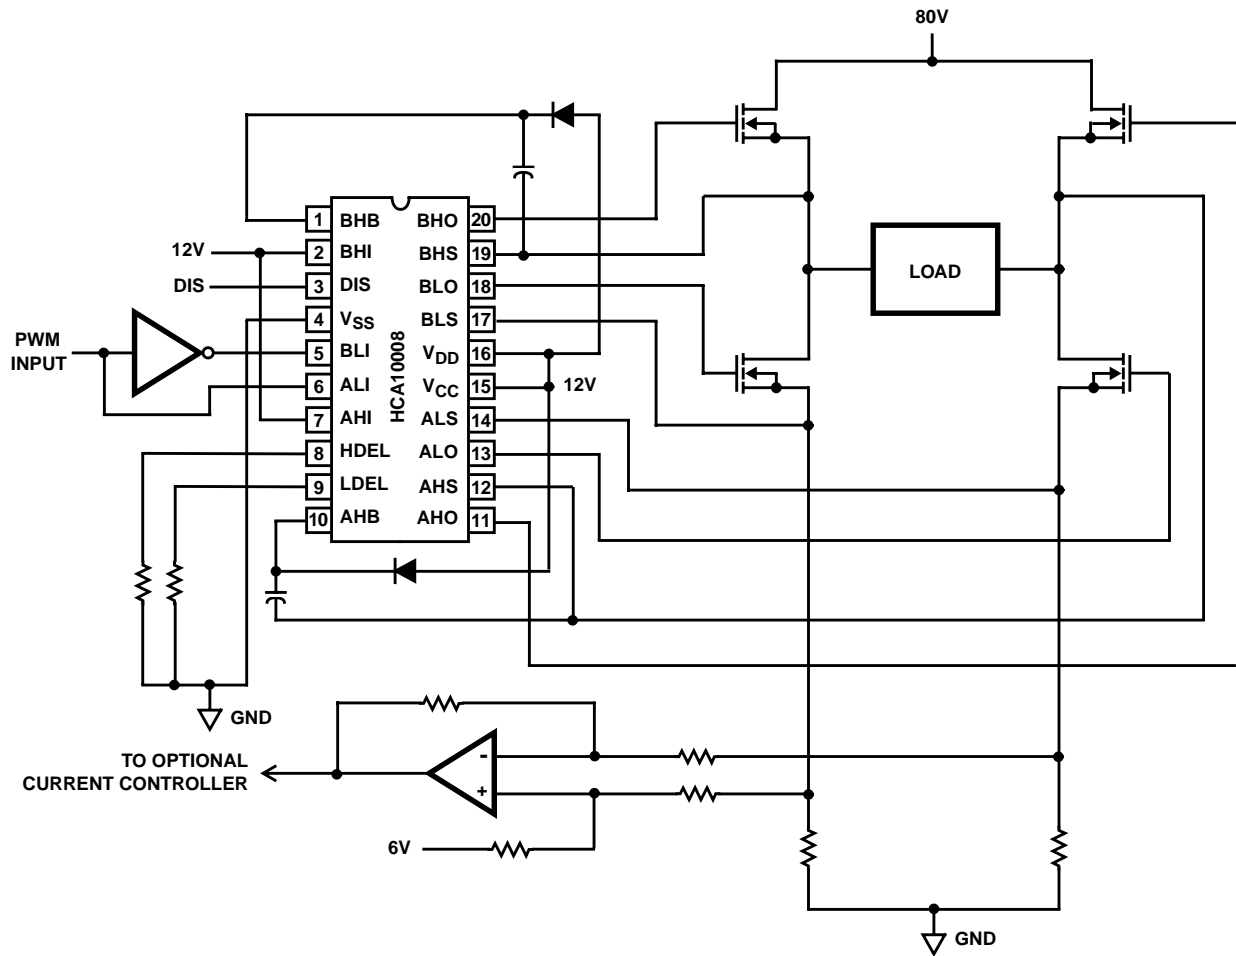 80V
1 BHB BHO 20
12V 2 BHI BHS 19
DIS 3 DIS BLO 18
4 VSS BLS 17
PWM
INPUT
5 BLI VDD 16
6 ALI VCC 15 12V
7 AHI ALS 14
8 HDEL ALO 13
9 LDEL AHS 12
10 AHB AHO 11
HCA10008
LOAD
GND
TO OPTIONAL
CURRENT CONTROLLER
-
+
6V
GND